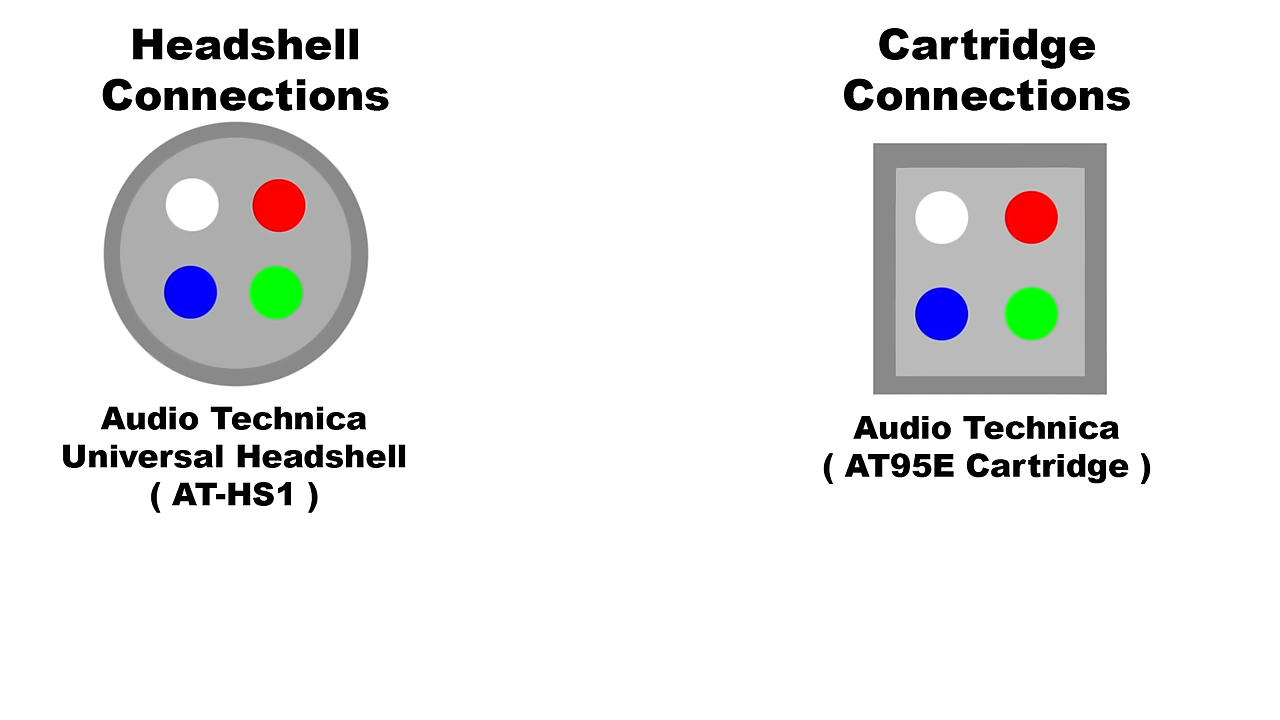 Headshell
Connections
Audio Technica
Universal Headshell
( AT-HS1 )
Cartridge
Connections
Audio Technica
( AT95E Cartridge )